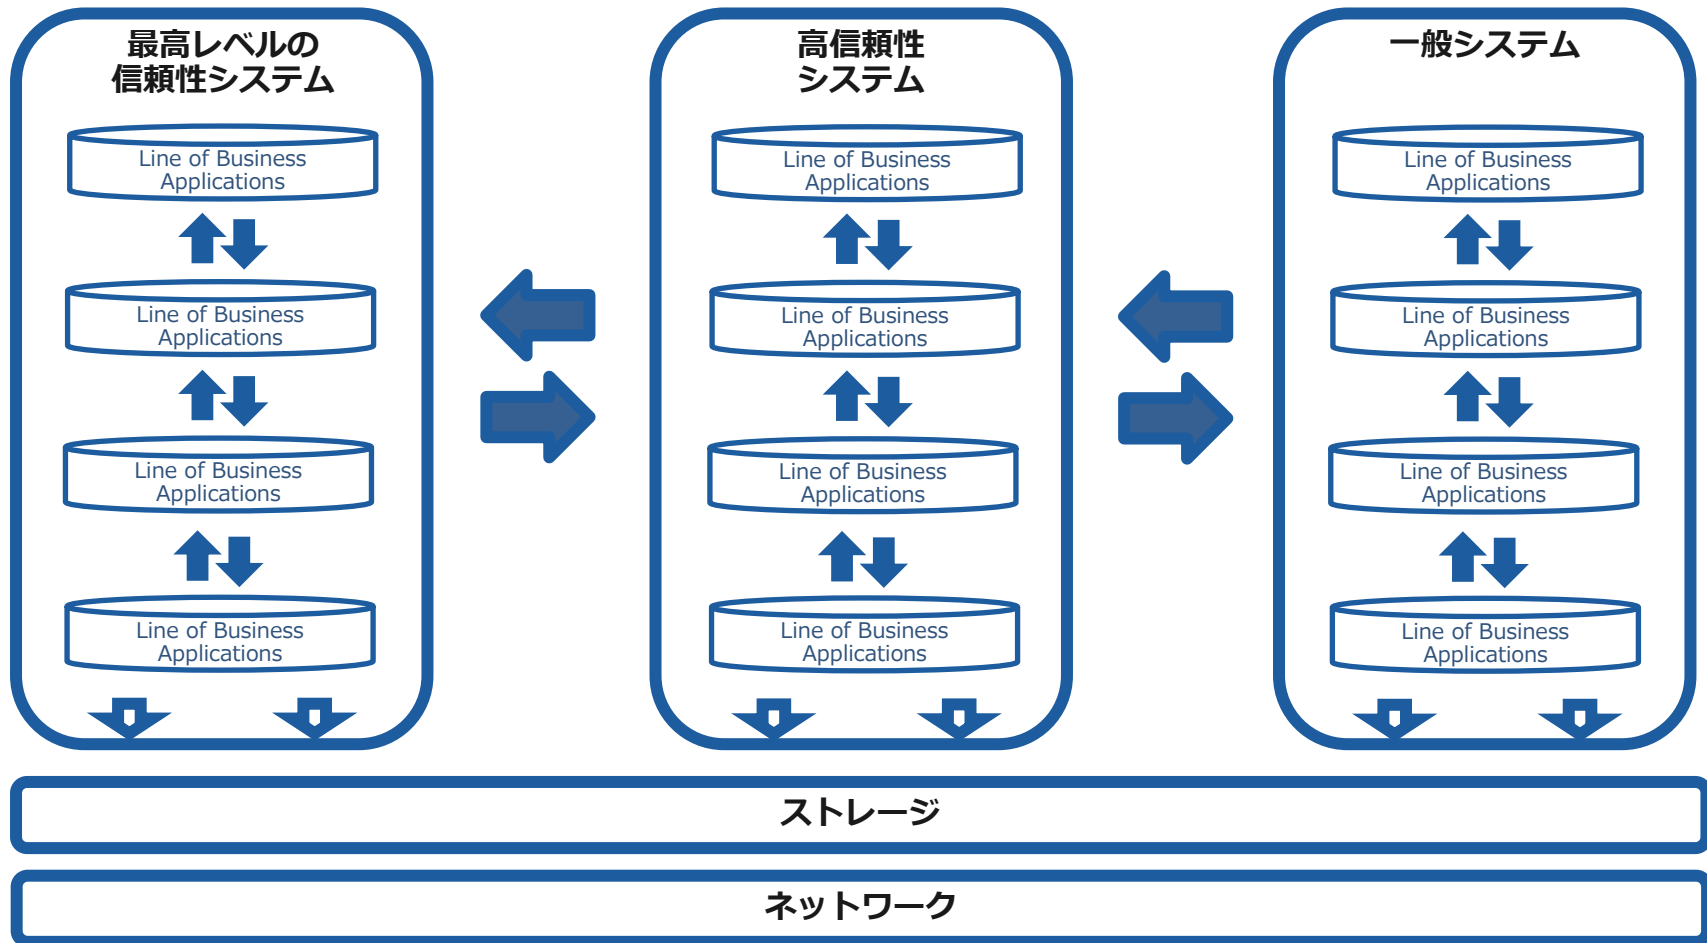 最高レベルの
信頼性システム
Line of Business
Applications
Line of Business
Applications
Line of Business
Applications
Line of Business
Applications
高信頼性
システム
Line of Business
Applications
Line of Business
Applications
Line of Business
Applications
Line of Business
Applications
一般システム
Line of Business
Applications
Line of Business
Applications
Line of Business
Applications
Line of Business
Applications
ストレージ
ネットワーク